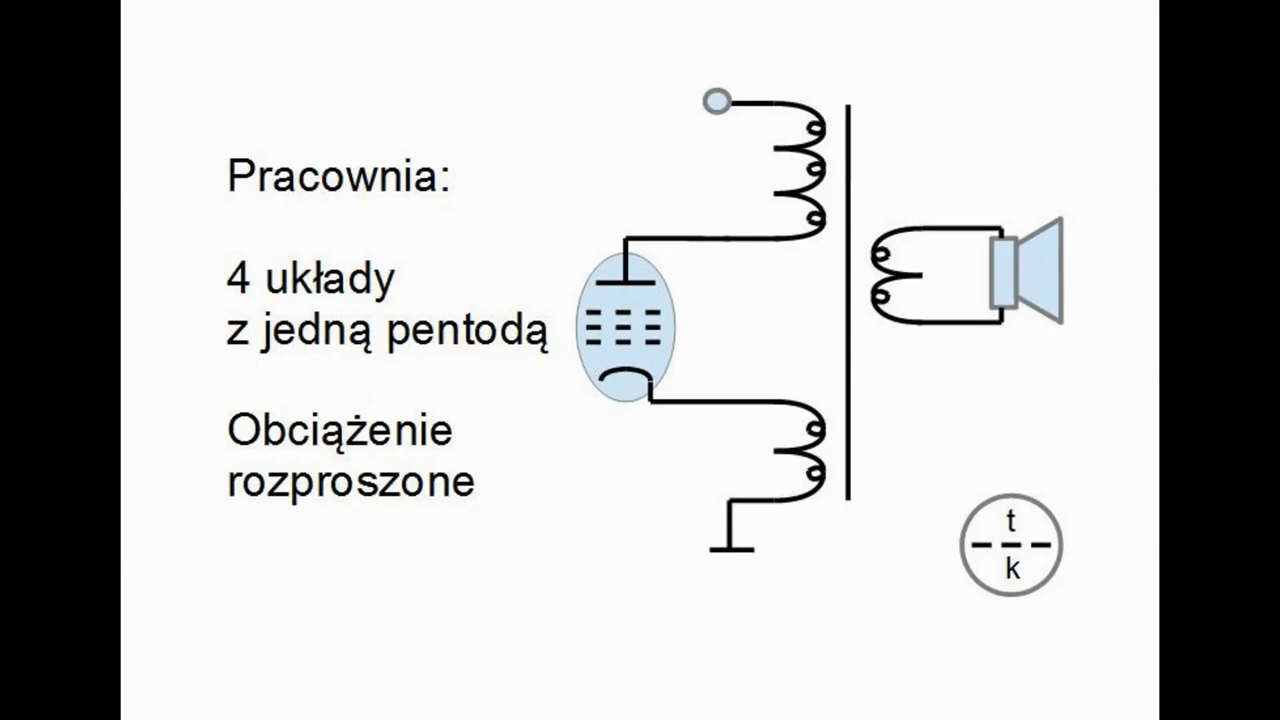 Pracownia:
4 układy
z jedną pentodą
Obciążenie
rozproszone
t
k